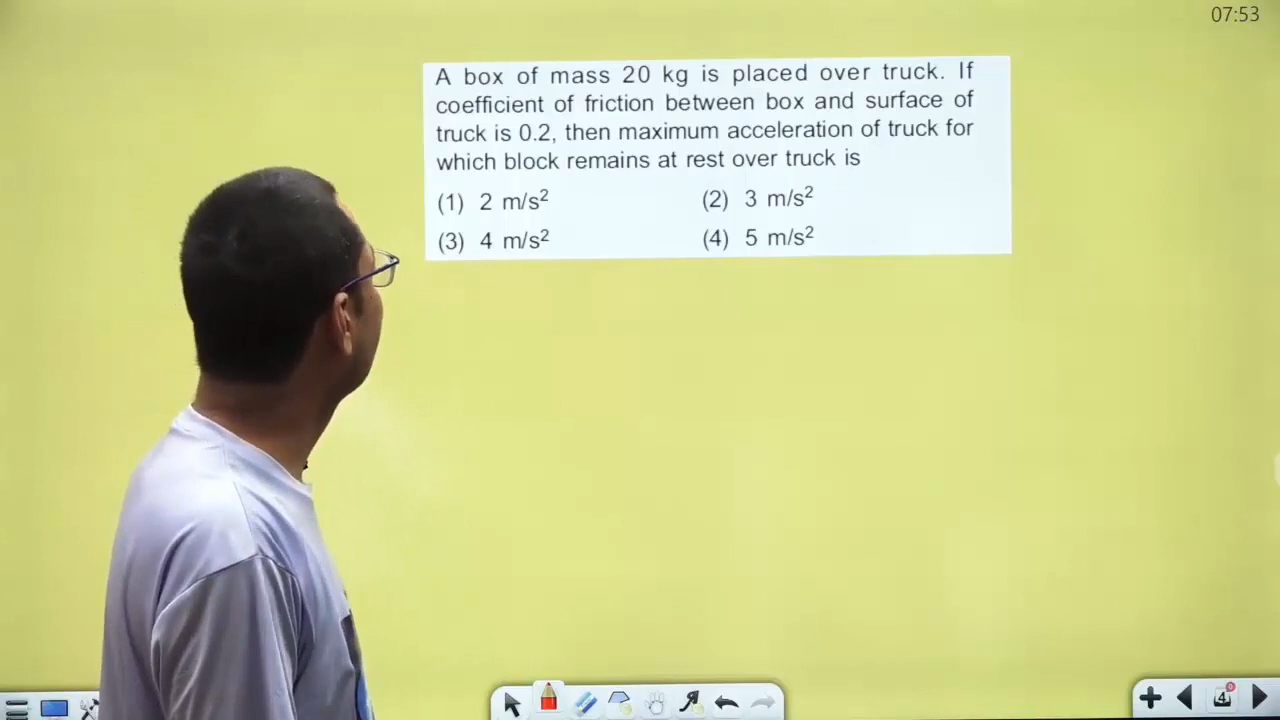 07:53
A box of mass 20 kg is placed over truck. If
coefficient of friction between box and surface of
truck is 0.2, then maximum acceleration of truck for
which block remains at rest over truck is
(1) 2 m/s² (2) 3 m/s²
(3) 4 m/s² (4) 5 m/s²
4
0